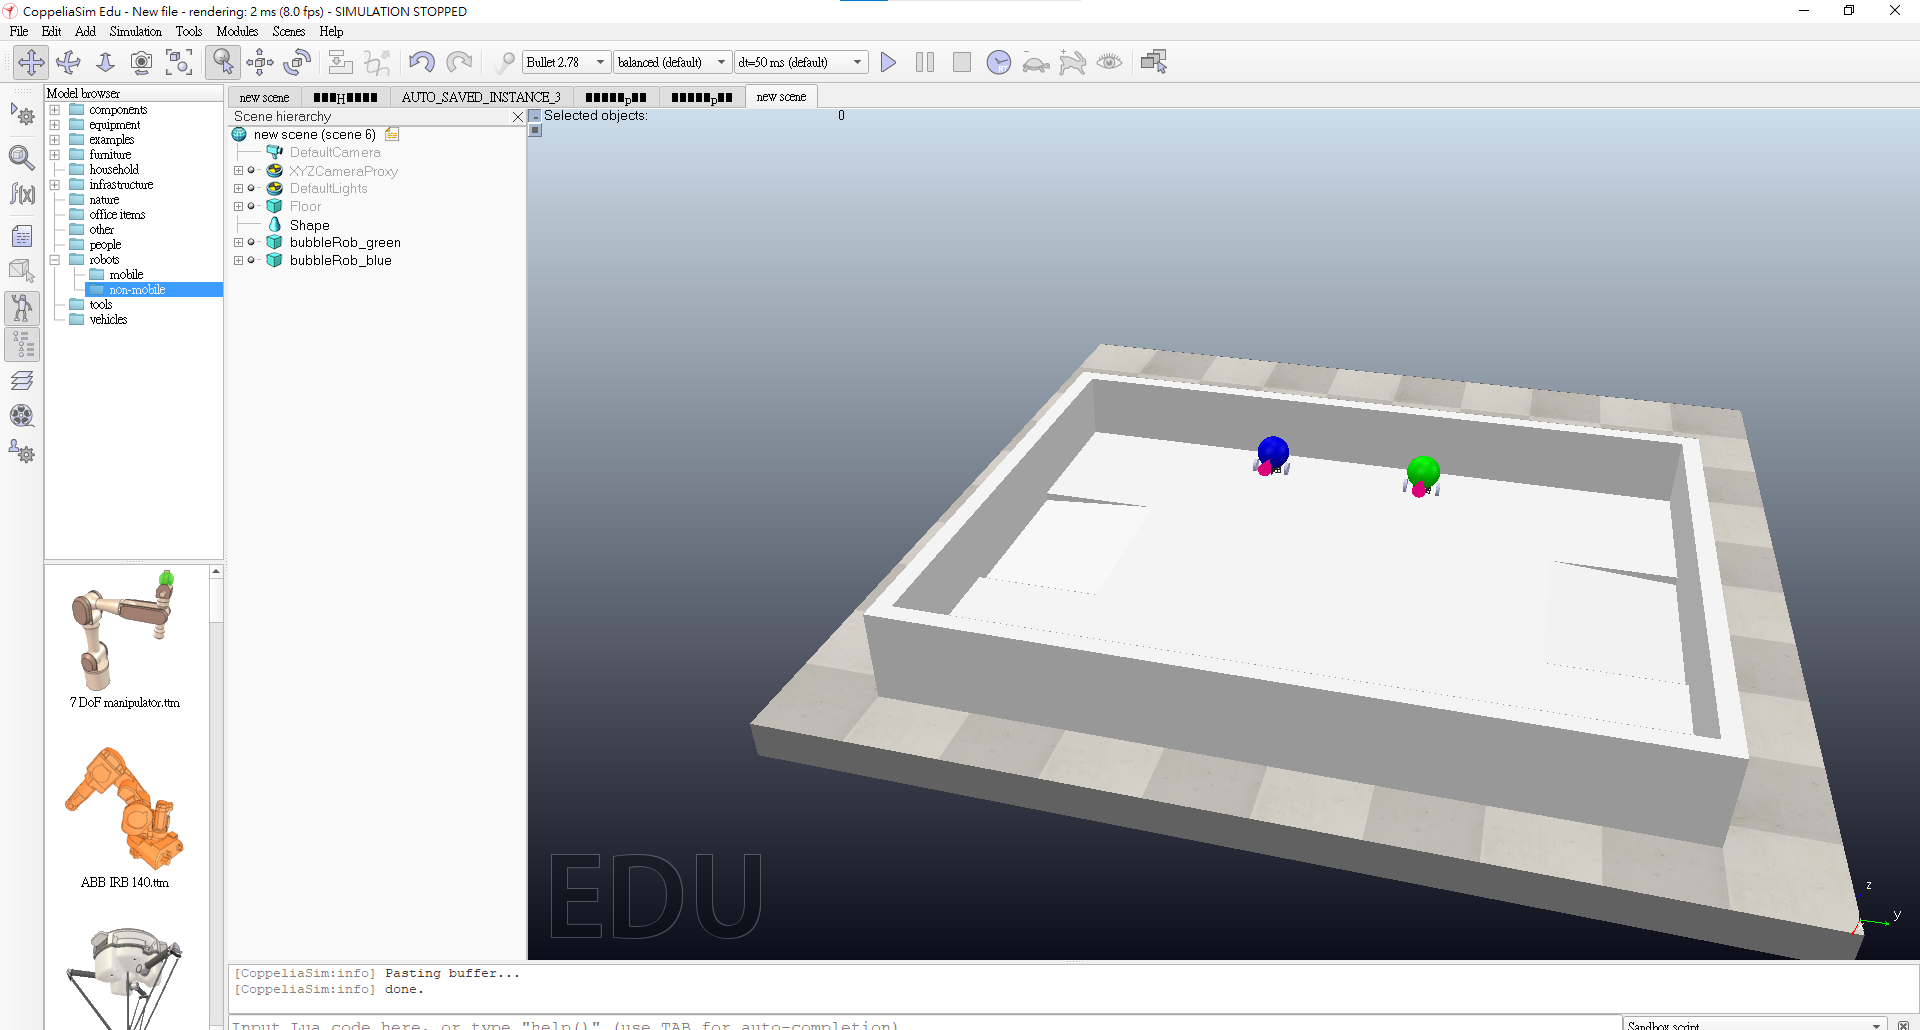 CoppeliaSim Edu - New file - rendering: 2 ms (8.0 fps) - SIMULATION STOPPED
File Edit Add Simulation Tools Modules Scenes Help
Bullet 2.78 balanced (default) dt=50 ms (default)
Model browser
components
equipment
examples
furniture
household
infrastructure
nature
office items
other
people
robots
mobile
non-mobile
tools
vehicles
7 DoF manipulator.ttm
ABB IRB 140.ttm
new scene ■■■H■■■■ AUTO_SAVED_INSTANCE_3 ■■■■■p■■ ■■■■■p■■ new scene
Scene hierarchy
new scene (scene 6)
DefaultCamera
XYZCameraProxy
DefaultLights
Floor
Shape
bubbleRob_green
bubbleRob_blue
Selected objects: 0
EDU
z
y
x
[CoppeliaSim:info] Pasting buffer...
[CoppeliaSim:info] done.
Input Lua code here, or type "help()" (use TAB for auto-completion)
Sandbox script